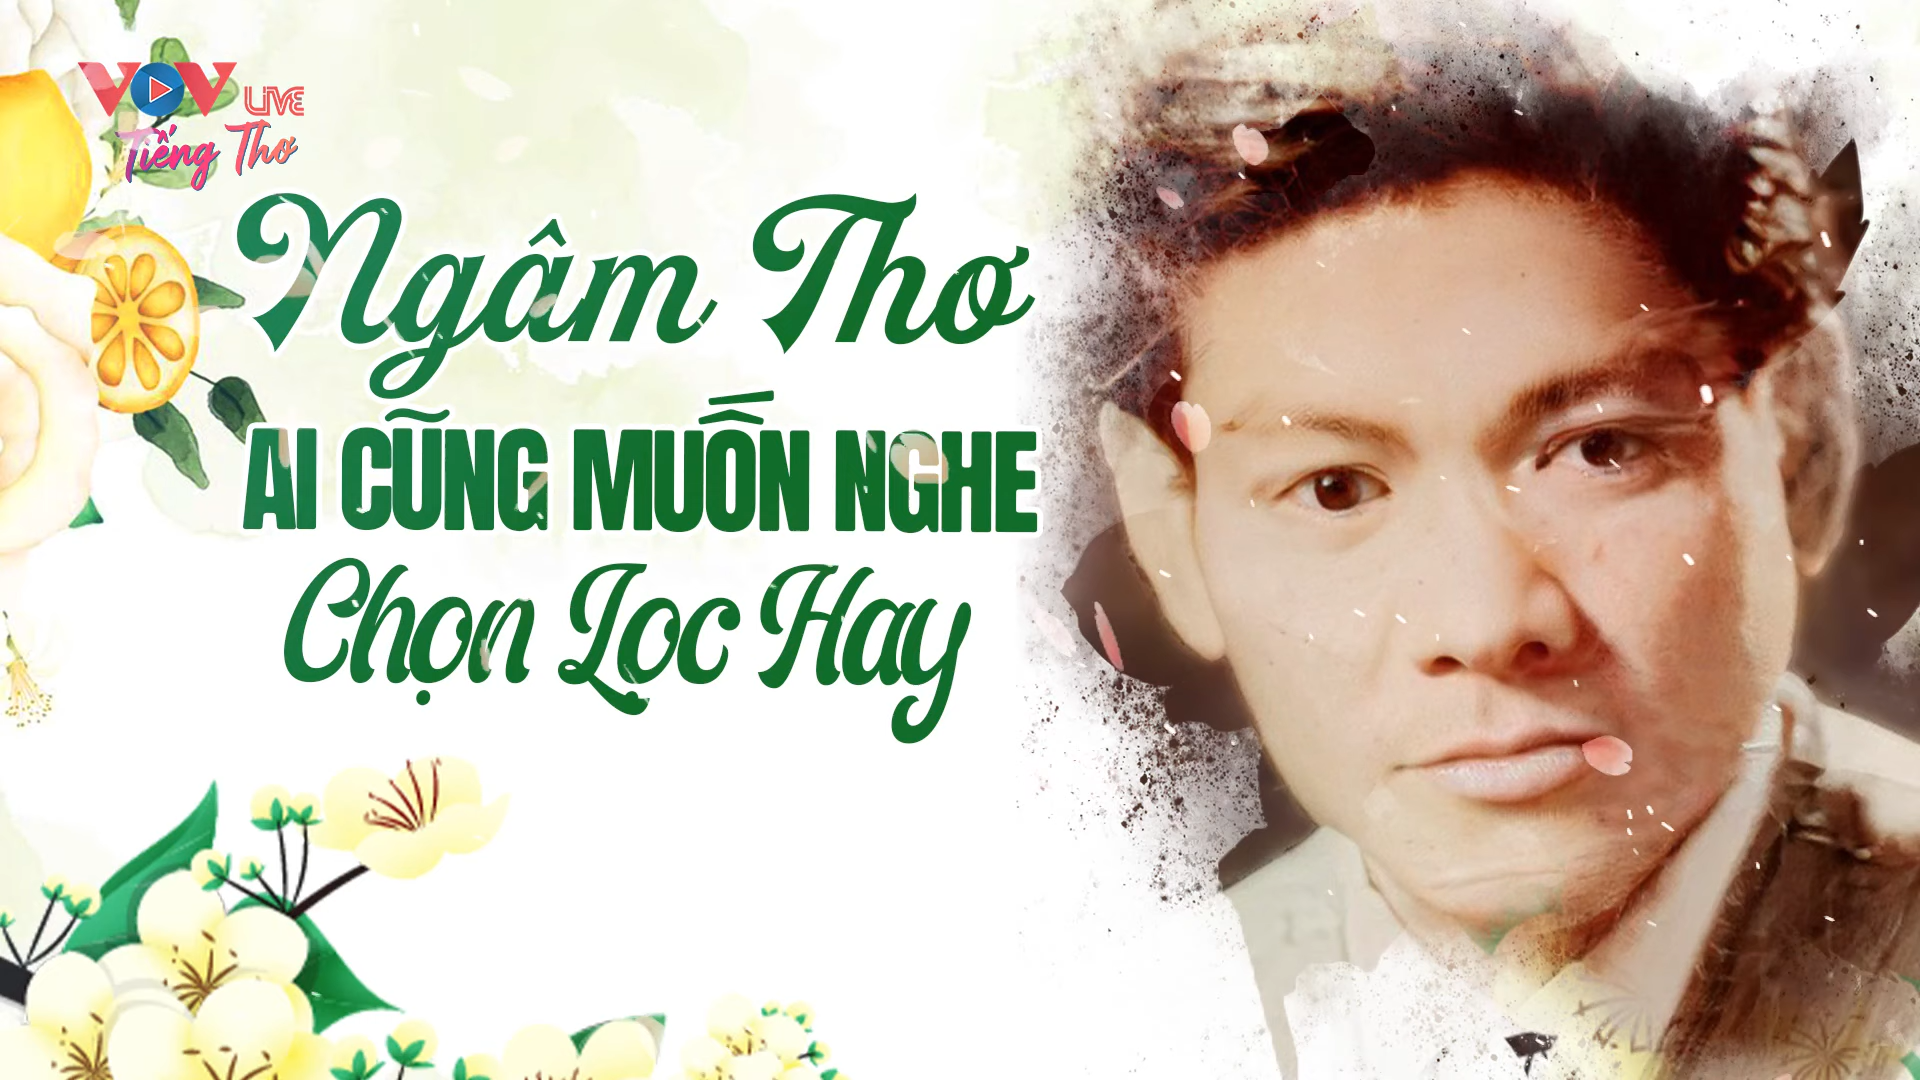 VOV LIVE
Tiếng Thơ
Ngâm Thơ
AI CŨNG MUỐN NGHE
Chọn Lọc Hay